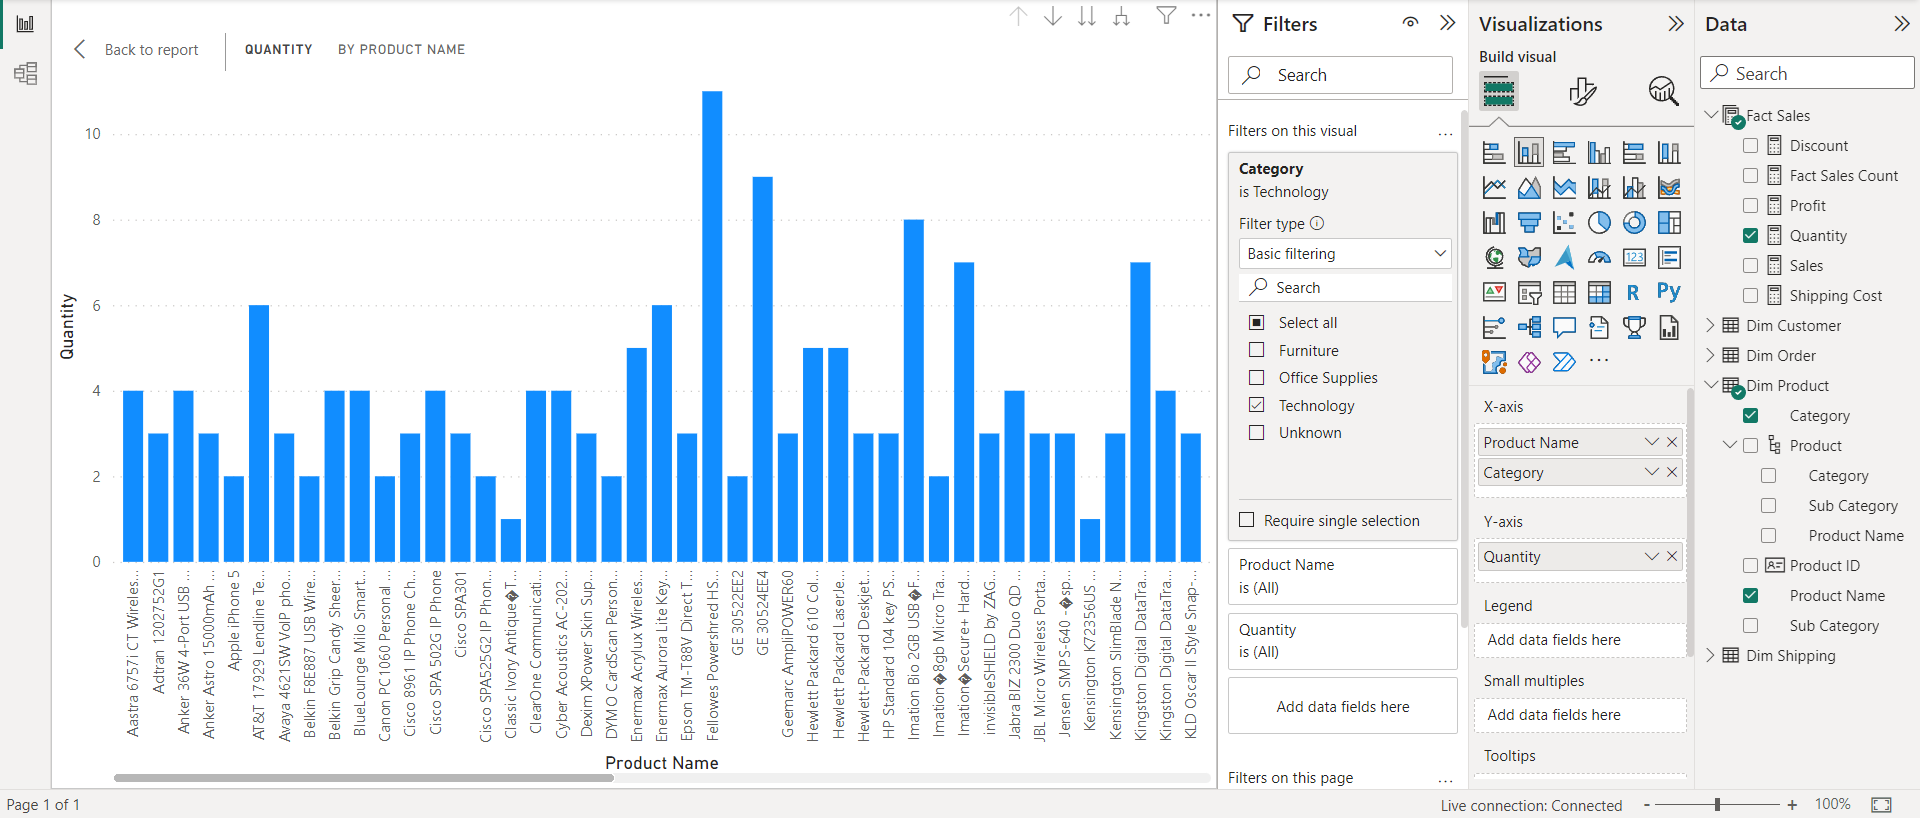 Back to report
QUANTITY
BY PRODUCT NAME
10
8
6
4
2
0
Quantity
Aastra 6757i CT Wireles...
Adtran 1202752G1
Anker 36W 4-Port USB ...
Anker Astro 15000mAh ...
Apple iPhone 5
AT&T 17929 Lendline Te...
Avaya 4621SW VoIP pho...
Belkin F8E887 USB Wire...
Belkin Grip Candy Sheer...
BlueLounge Milo Smart...
Canon PC1060 Personal ...
Cisco 8961 IP Phone Ch...
Cisco SPA 502G IP Phone
Cisco SPA301
Cisco SPA525G2 IP Phon...
Classic Ivory Antique�T...
ClearOne Communicati...
Cyber Acoustics AC-202...
Dexim XPower Skin Sup...
DYMO CardScan Person...
Enermax Acrylux Wireles...
Enermax Aurora Lite Key...
Epson TM-T88V Direct T...
Fellowes Powershred HS...
GE 30522EE2
GE 30524EE4
Geemarc AmpliPOWER60
Hewlett Packard 610 Col...
Hewlett Packard LaserJe...
Hewlett-Packard Deskjet...
HP Standard 104 key PS...
Imation Bio 2GB USB�F...
Imation�8gb Micro Tra...
Imation�Secure+ Hard...
invisibleSHIELD by ZAG...
Jabra BIZ 2300 Duo QD ...
JBL Micro Wireless Porta...
Jensen SMPS-640 -�sp...
Kensington K72356US ...
Kensington SlimBlade N...
Kingston Digital DataTra...
Kingston Digital DataTra...
KLD Oscar II Style Snap-...
Product Name
Filters
Search
Filters on this visual
...
Category
is Technology
Filter type
Basic filtering
Search
Select all
Furniture
Office Supplies
Technology
Unknown
Require single selection
Product Name
is (All)
Quantity
is (All)
Add data fields here
Filters on this page
...
Visualizations
Build visual
123
R
Py
...
X-axis
Product Name
Category
Y-axis
Quantity
Legend
Add data fields here
Small multiples
Add data fields here
Tooltips
Data
Search
Fact Sales
Discount
Fact Sales Count
Profit
Quantity
Sales
Shipping Cost
Dim Customer
Dim Order
Dim Product
Category
Product
Category
Sub Category
Product Name
Product ID
Product Name
Sub Category
Dim Shipping
Page 1 of 1
Live connection: Connected
- + 100%